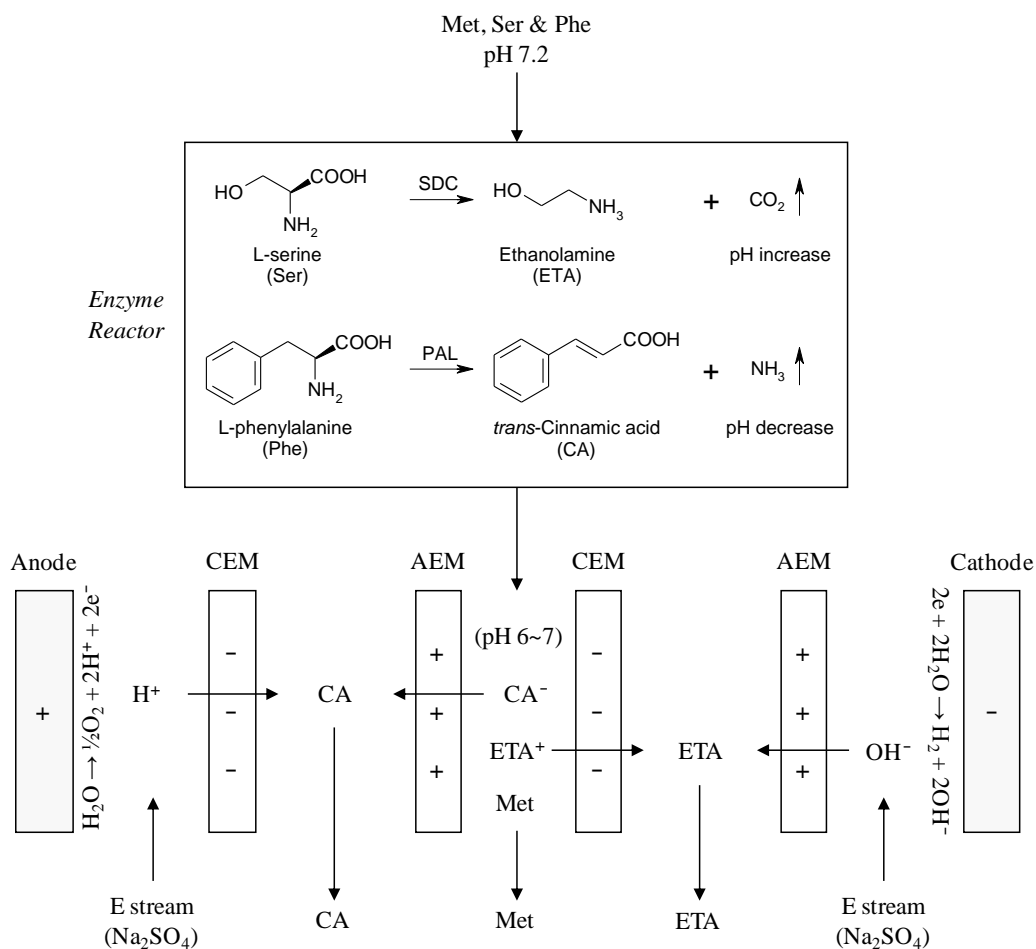 Met, Ser & Phe
pH 7.2
Enzyme
Reactor
HO
COOH
NH₂
SDC
HO
NH₃
+
CO₂
L-serine
(Ser)
Ethanolamine
(ETA)
pH increase
COOH
NH₂
PAL
COOH
+
NH₃
L-phenylalanine
(Phe)
trans-Cinnamic acid
(CA)
pH decrease
Anode
CEM
AEM
CEM
AEM
Cathode
+
H₂O → ½O₂ + 2H⁺ + 2e⁻
H⁺
-
-
-
CA
+
+
+
(pH 6~7)
CA⁻
ETA⁺
Met
-
-
-
ETA
+
+
+
OH⁻
2e + 2H₂O → H₂ + 2OH⁻
-
E stream
(Na₂SO₄)
CA
Met
ETA
E stream
(Na₂SO₄)